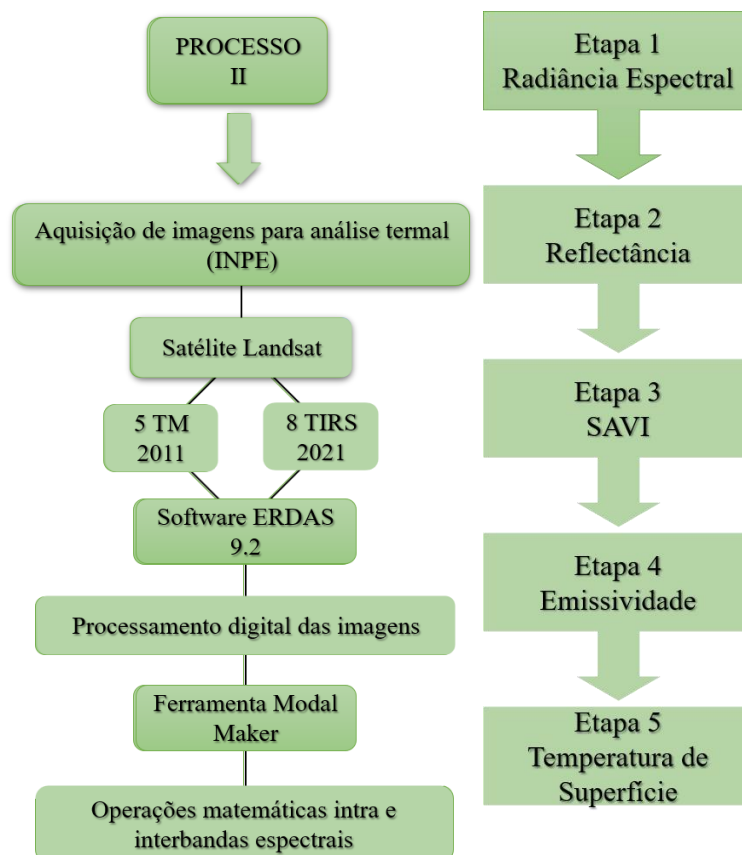 PROCESSO
II
Aquisição de imagens para análise termal
(INPE)
Satélite Landsat
5 TM
2011
8 TIRS
2021
Software ERDAS
9.2
Processamento digital das imagens
Ferramenta Modal
Maker
Operações matemáticas intra e
interbandas espectrais
Etapa 1
Radiância Espectral
Etapa 2
Reflectância
Etapa 3
SAVI
Etapa 4
Emissividade
Etapa 5
Temperatura de
Superfície